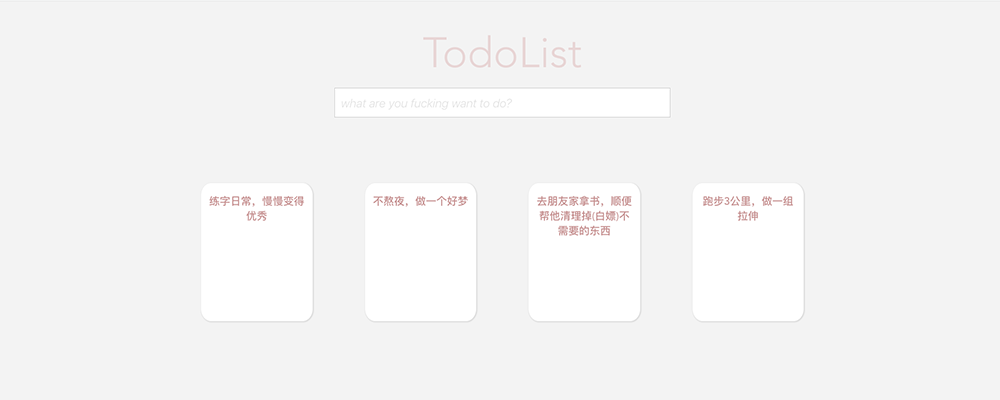 TodoList
what are you fucking want to do?
练字日常，慢慢变得
优秀
不熬夜，做一个好梦
去朋友家拿书，顺便
帮他清理掉(白嫖)不
需要的东西
跑步3公里，做一组
拉伸